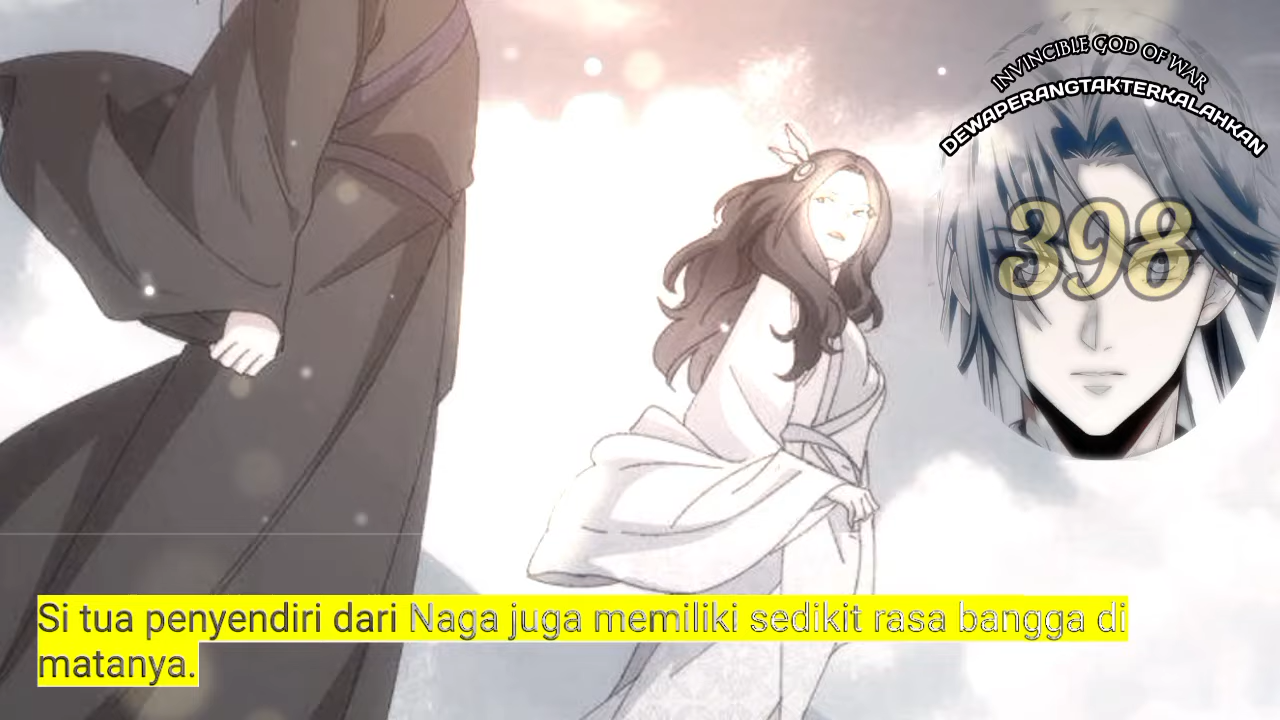 INVINCIBLE GOD OF WAR
DEWAPERANGTAKTERKALAHKAN
398
Si tua penyendiri dari Naga juga memiliki sedikit rasa bangga di
matanya.